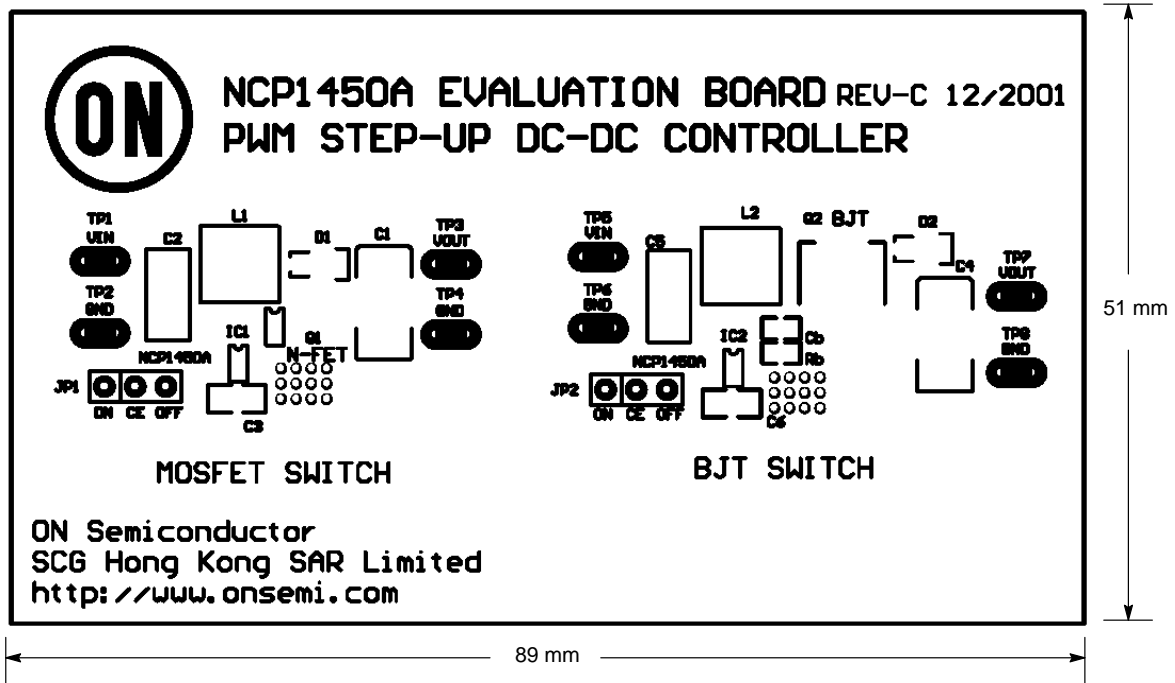 ON
NCP1450A EVALUATION BOARD REV-C 12/2001
PWM STEP-UP DC-DC CONTROLLER
TP1
VIN
C2
L1
D1
C1
TP3
VOUT
TP2
GND
TP4
GND
IC1
Q1
N-FET
NCP1450A
JP1
ON CE OFF
C3
MOSFET SWITCH
TP5
VIN
C5
L2
Q2 BJT
D2
C4
TP7
VOUT
TP6
GND
IC2
Cb
Rb
TP8
GND
NCP1450A
JP2
ON CE OFF
C6
BJT SWITCH
51 mm
ON Semiconductor
SCG Hong Kong SAR Limited
http://www.onsemi.com
89 mm